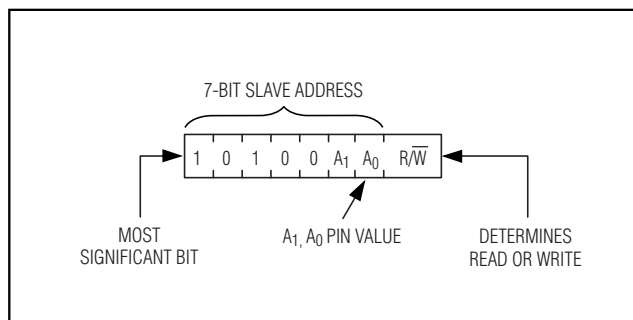 7-BIT SLAVE ADDRESS
1 0 1 0 0 A1 A0 R/W̅
MOST
SIGNIFICANT BIT
A1, A0 PIN VALUE
DETERMINES
READ OR WRITE